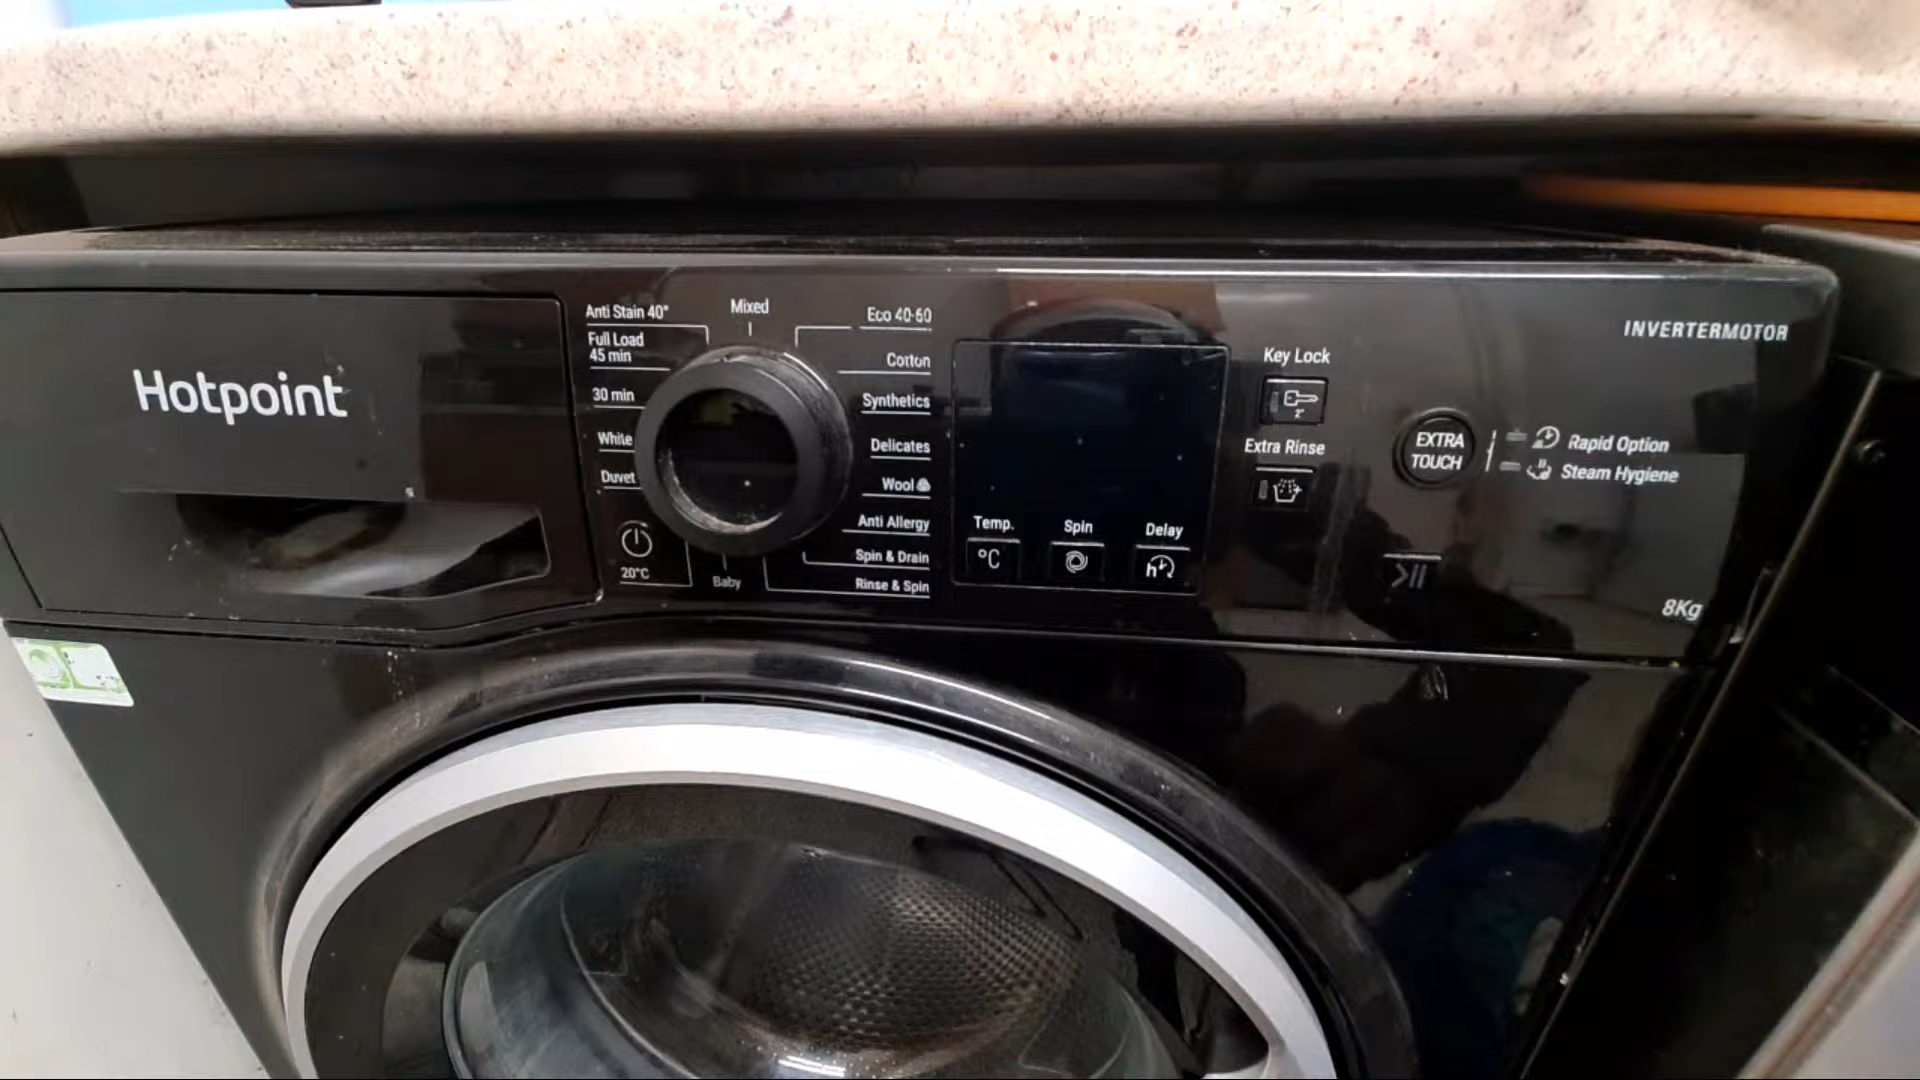 Hotpoint
Anti Stain 40°
Full Load
45 min
30 min
White
Duvet
20°C
Mixed
Baby
Eco 40-60
Cotton
Synthetics
Delicates
Wool
Anti Allergy
Spin & Drain
Rinse & Spin
Temp.
°C
Spin
Delay
h
Key Lock
3"
Extra Rinse
EXTRA
TOUCH
Rapid Option
Steam Hygiene
INVERTERMOTOR
8Kg